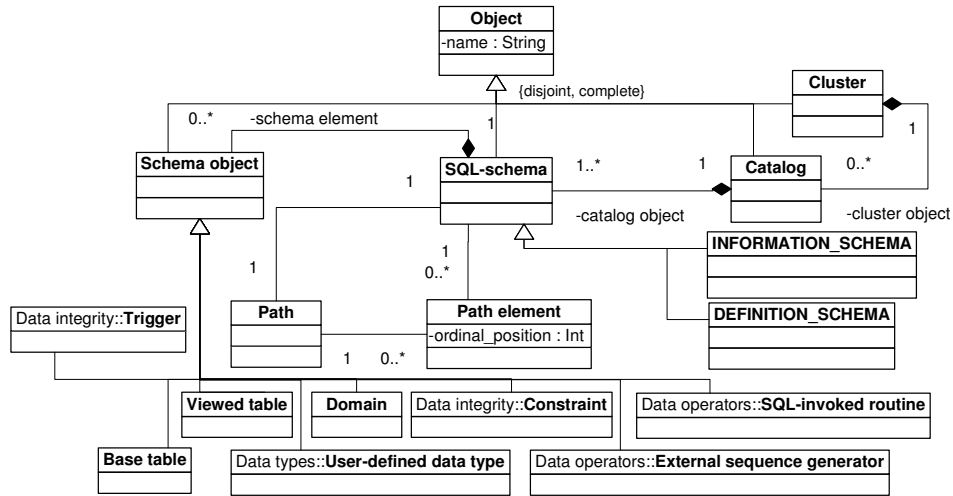 Object
-name : String
{disjoint, complete}
Cluster
0..*
-schema element
1
1
Schema object
SQL-schema
1..*
1
Catalog
0..*
1
-catalog object
-cluster object
INFORMATION_SCHEMA
1
0..*
1
Path
Path element
-ordinal_position : Int
DEFINITION_SCHEMA
Data integrity::Trigger
1
0..*
Viewed table
Domain
Data integrity::Constraint
Data operators::SQL-invoked routine
Base table
Data types::User-defined data type
Data operators::External sequence generator